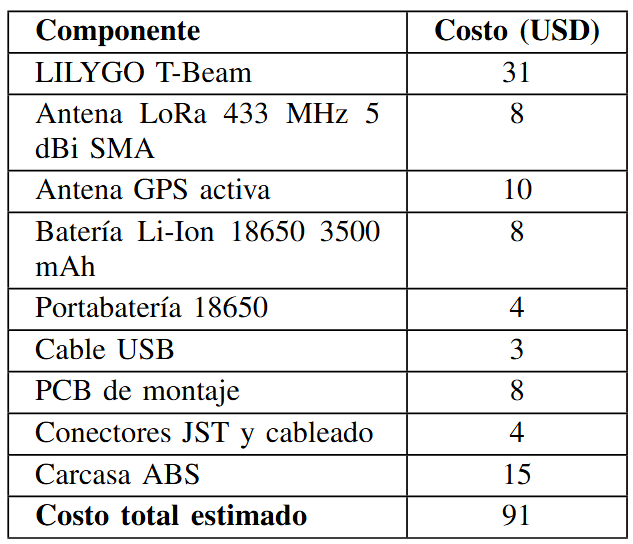 Componente Costo (USD)
LILYGO T-Beam 31
Antena LoRa 433 MHz 5 8
dBi SMA
Antena GPS activa 10
Batería Li-Ion 18650 3500 8
mAh
Portabatería 18650 4
Cable USB 3
PCB de montaje 8
Conectores JST y cableado 4
Carcasa ABS 15
Costo total estimado 91